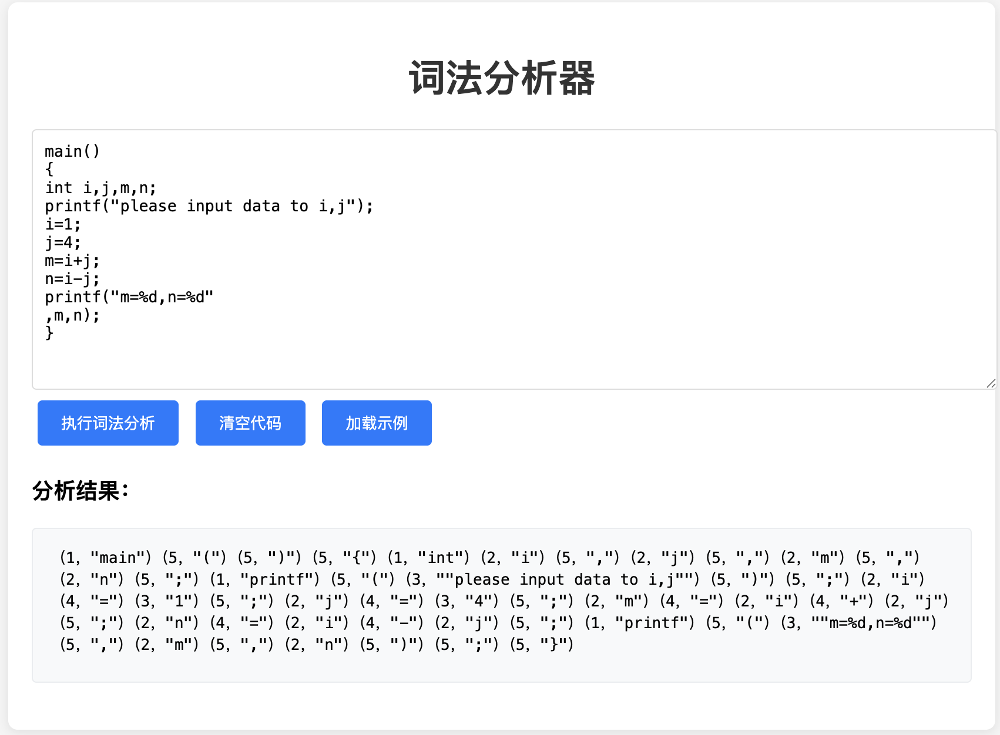 词法分析器
main()
{
int i,j,m,n;
printf("please input data to i,j");
i=1;
j=4;
m=i+j;
n=i-j;
printf("m=%d,n=%d"
,m,n);
}
执行词法分析 清空代码 加载示例
分析结果：
(1, "main") (5, "(") (5, ")") (5, "{") (1, "int") (2, "i") (5, ",") (2, "j") (5, ",") (2, "m") (5, ",")
(2, "n") (5, ";") (1, "printf") (5, "(") (3, ""please input data to i,j"") (5, ")") (5, ";") (2, "i")
(4, "=") (3, "1") (5, ";") (2, "j") (4, "=") (3, "4") (5, ";") (2, "m") (4, "=") (2, "i") (4, "+") (2, "j")
(5, ";") (2, "n") (4, "=") (2, "i") (4, "-") (2, "j") (5, ";") (1, "printf") (5, "(") (3, ""m=%d,n=%d"")
(5, ",") (2, "m") (5, ",") (2, "n") (5, ")") (5, ";") (5, "}")